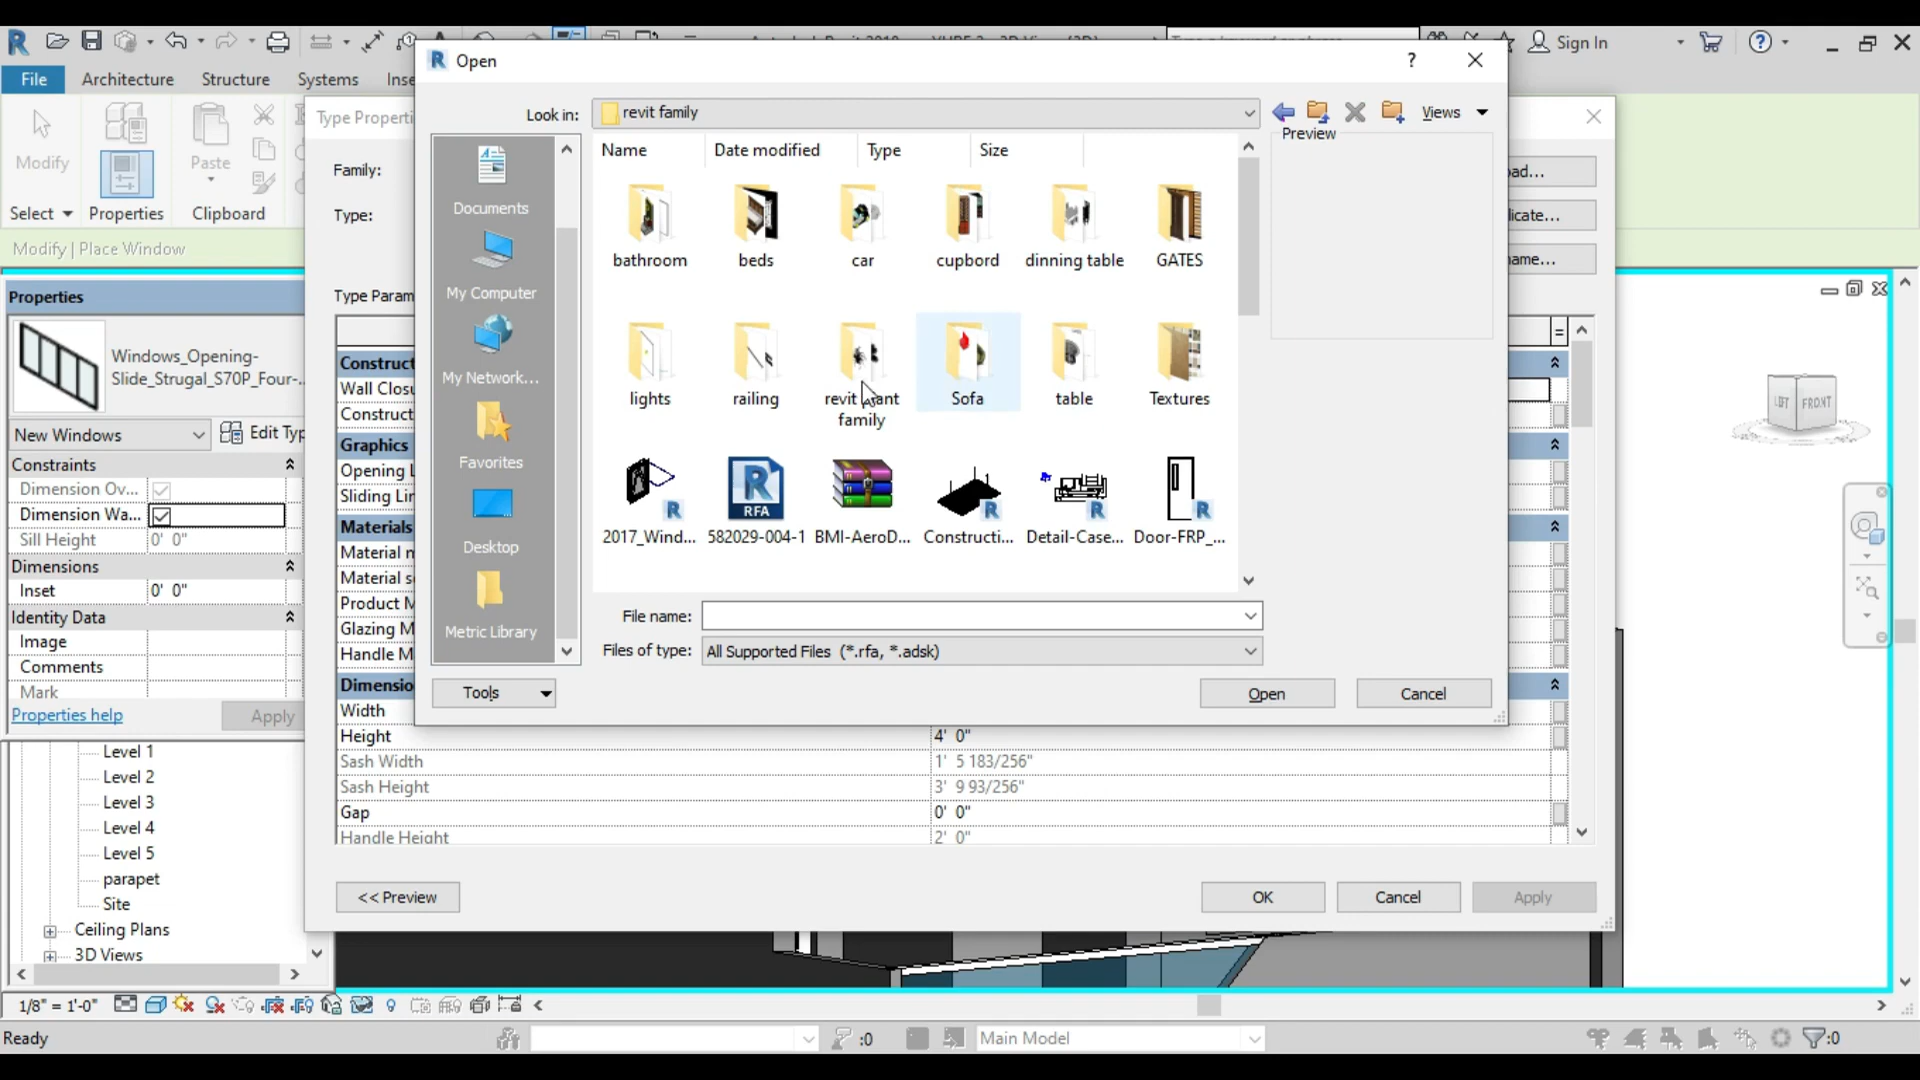 Sign In
File
Architecture
Structure
Systems
Modify
Paste
Select
Properties
Clipboard
Modify | Place Window
Properties
Windows_Opening-
Slide_Strugal_S70P_Four-...
New Windows
Edit Typ
Constraints
Dimension Ov...
Dimension Wa...
Sill Height 0' 0"
Dimensions
Inset 0' 0"
Identity Data
Image
Comments
Mark
Properties help
Apply
Level 1
Level 2
Level 3
Level 4
Level 5
parapet
Site
Ceiling Plans
3D Views
1/8" = 1'-0"
Ready
:0
Main Model
:0
Type Properti
Family:
Type:
Type Param
Construct
Wall Closu
Construct
Graphics
Opening L
Sliding Lin
Materials
Material n
Material s
Product M
Glazing M
Handle M
Dimensio
Width
Height 4' 0"
Sash Width 1' 5 183/256"
Sash Height 3' 9 93/256"
Gap 0' 0"
Handle Height 2' 0"
<< Preview
OK
Cancel
Apply
=
Open
?
Look in:
revit family
Views
Preview
Documents
My Computer
My Network...
Favorites
Desktop
Metric Library
Name
Date modified
Type
Size
bathroom
beds
car
cupbord
dinning table
GATES
lights
railing
family
Sofa
table
Textures
R
R
RFA
R
R
R
2017_Wind...
582029-004-1
BMI-AeroD...
Constructi...
Detail-Case...
Door-FRP_...
File name:
Files of type:
All Supported Files (*.rfa, *.adsk)
Tools
Open
Cancel
LEFT
FRONT